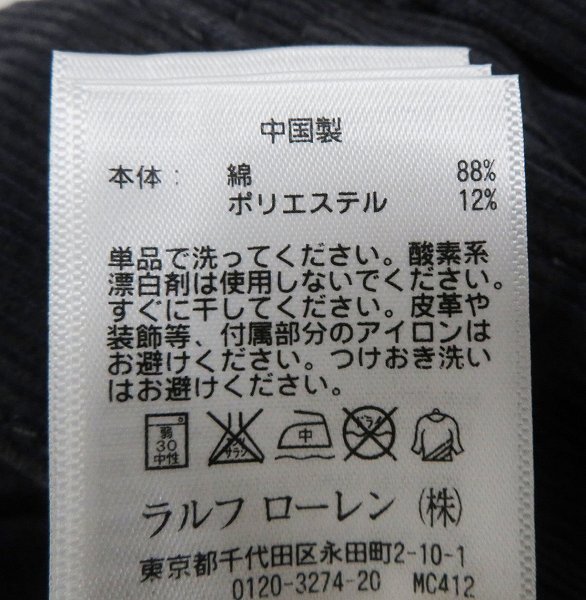 中国製
本体： 綿 88%
ポリエステル 12%
単品で洗ってください。酸素系
漂白剤は使用しないでください。
すぐに干してください。皮革や
装飾等、付属部分のアイロンは
お避けください。つけおき洗い
はお避けください。
弱
30
中性
サラシ
中
ドライ
ラルフ ローレン（株）
東京都千代田区永田町2-10-1
0120-3274-20 MC412